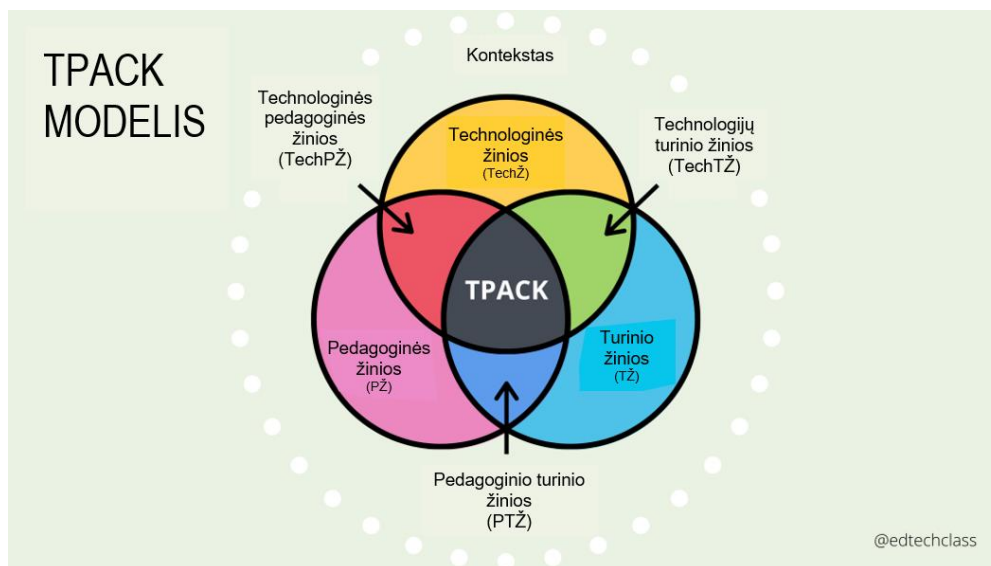 TPACK
MODELIS
Kontekstas
Technologinės
pedagoginės
žinios
(TechPŽ)
Technologinės
žinios
(TechŽ)
Technologijų
turinio žinios
(TechTŽ)
TPACK
Pedagoginės
žinios
(PŽ)
Turinio
žinios
(TŽ)
Pedagoginio turinio
žinios
(PTŽ)
@edtechclass